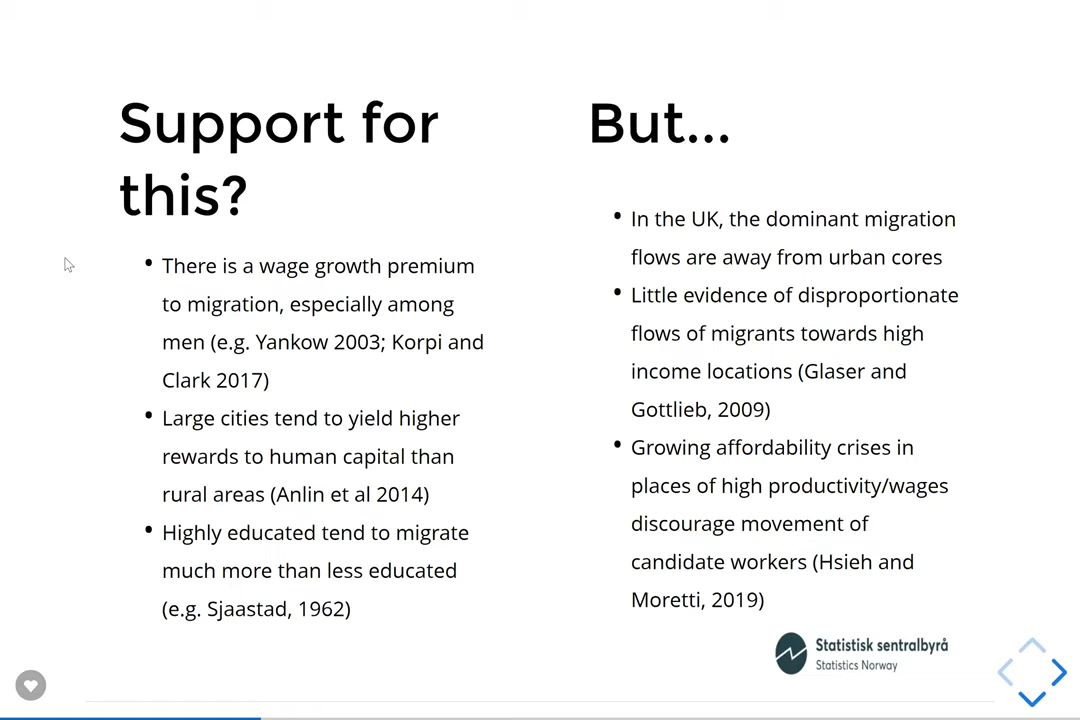 Support for
this?
• There is a wage growth premium
to migration, especially among
men (e.g. Yankow 2003; Korpi and
Clark 2017)
• Large cities tend to yield higher
rewards to human capital than
rural areas (Anlin et al 2014)
• Highly educated tend to migrate
much more than less educated
(e.g. Sjaastad, 1962)
But...
• In the UK, the dominant migration
flows are away from urban cores
• Little evidence of disproportionate
flows of migrants towards high
income locations (Glaser and
Gottlieb, 2009)
• Growing affordability crises in
places of high productivity/wages
discourage movement of
candidate workers (Hsieh and
Moretti, 2019)
Statistisk sentralbyrå
Statistics Norway